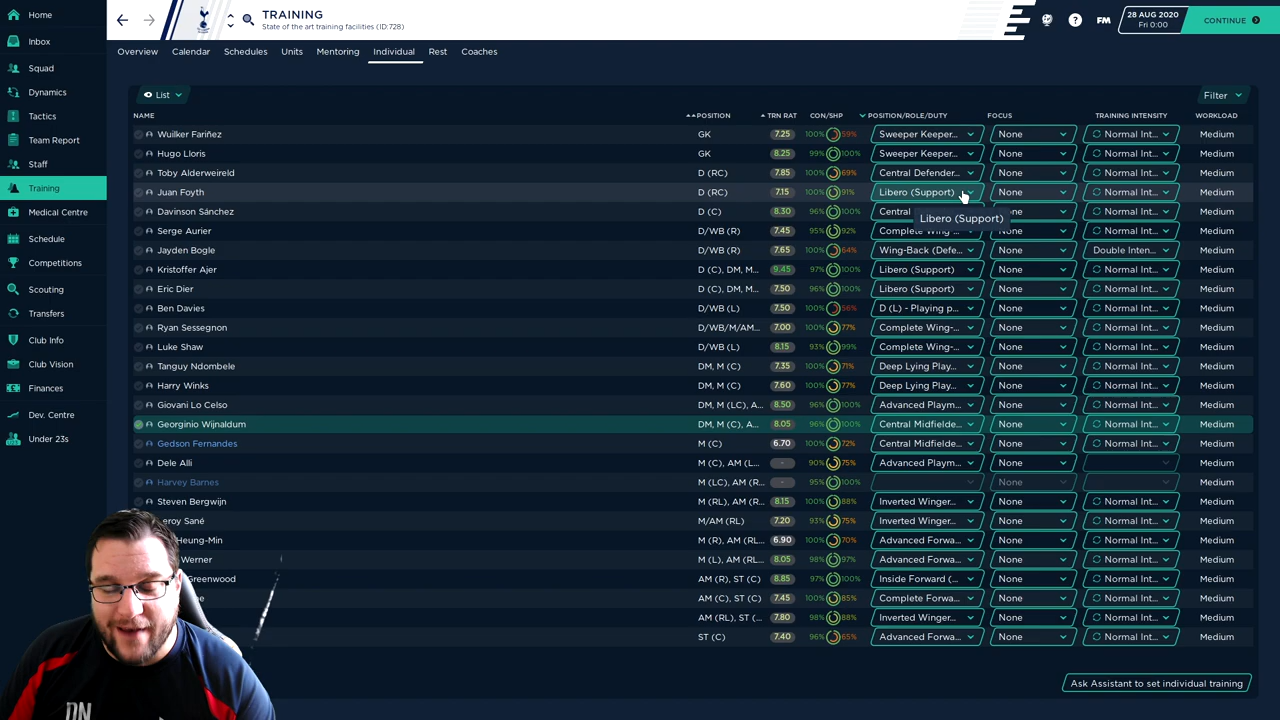 Home
Inbox
Squad
Dynamics
Tactics
Team Report
Staff
Training
Medical Centre
Schedule
Competitions
Scouting
Transfers
Club Info
Club Vision
Finances
Dev. Centre
Under 23s
TRAINING
State of the art training facilities (ID:728)
? FM
28 AUG 2020
Fri 0:00
CONTINUE
Overview Calendar Schedules Units Mentoring Individual Rest Coaches
List Filter
NAME POSITION TRN RAT CON/SHP POSITION/ROLE/DUTY FOCUS TRAINING INTENSITY WORKLOAD
Wuilker Fariñez GK 7.25 100% 59% Sweeper Keeper... None Normal Int... Medium
Hugo Lloris GK 8.25 99% 100% Sweeper Keeper... None Normal Int... Medium
Toby Alderweireld D (RC) 7.85 100% 69% Central Defender... None Normal Int... Medium
Juan Foyth D (RC) 7.15 100% 91% Libero (Support) None Normal Int... Medium
Davinson Sánchez D (C) 8.30 96% 100% Central None Normal Int... Medium
Libero (Support)
Serge Aurier D/WB (R) 7.45 95% 92% Complete Wing-... None Normal Int... Medium
Jayden Bogle D/WB (R) 7.65 100% 64% Wing-Back (Defe... None Double Inten... Medium
Kristoffer Ajer D (C), DM, M... 9.45 97% 100% Libero (Support) None Normal Int... Medium
Eric Dier D (C), DM, M... 7.50 96% 100% Libero (Support) None Normal Int... Medium
Ben Davies D/WB (L) 7.50 100% 56% D (L) - Playing p... None Normal Int... Medium
Ryan Sessegnon D/WB/M/AM... 7.00 100% 77% Complete Wing-... None Normal Int... Medium
Luke Shaw D/WB (L) 8.15 93% 99% Complete Wing-... None Normal Int... Medium
Tanguy Ndombele DM, M (C) 7.35 100% 71% Deep Lying Play... None Normal Int... Medium
Harry Winks DM, M (C) 7.60 100% 77% Deep Lying Play... None Normal Int... Medium
Giovani Lo Celso DM, M (LC), A... 8.50 96% 100% Advanced Playm... None Normal Int... Medium
Georginio Wijnaldum DM, M (C), A... 8.05 96% 100% Central Midfielde... None Normal Int... Medium
Gedson Fernandes M (C) 6.70 100% 72% Central Midfielde... None Normal Int... Medium
Dele Alli M (C), AM (L... - 90% 75% Advanced Playm... None Medium
Harvey Barnes M (LC), AM (R... - 95% 100% None Medium
Steven Bergwijn M (RL), AM (R... 8.15 100% 88% Inverted Winger... None Normal Int... Medium
eroy Sané M/AM (RL) 7.20 93% 75% Inverted Winger... None Normal Int... Medium
Heung-Min M (R), AM (RL... 6.90 100% 70% Advanced Forwa... None Normal Int... Medium
Werner M (L), AM (RL... 8.05 98% 97% Advanced Forwa... None Normal Int... Medium
Greenwood AM (R), ST (C) 8.85 97% 100% Inside Forward (... None Normal Int... Medium
AM (C), ST (C) 7.45 100% 85% Complete Forwa... None Normal Int... Medium
AM (RL), ST (... 7.80 98% 88% Inverted Winger... None Normal Int... Medium
ST (C) 7.40 96% 65% Advanced Forwa... None Normal Int... Medium
Ask Assistant to set individual training